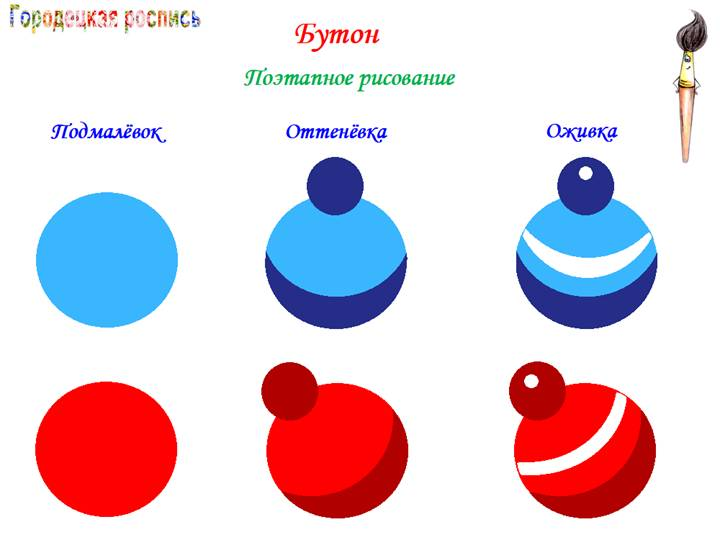 Городецкая роспись
Бутон
Поэтапное рисование
Подмалёвок Оттенёвка Оживка